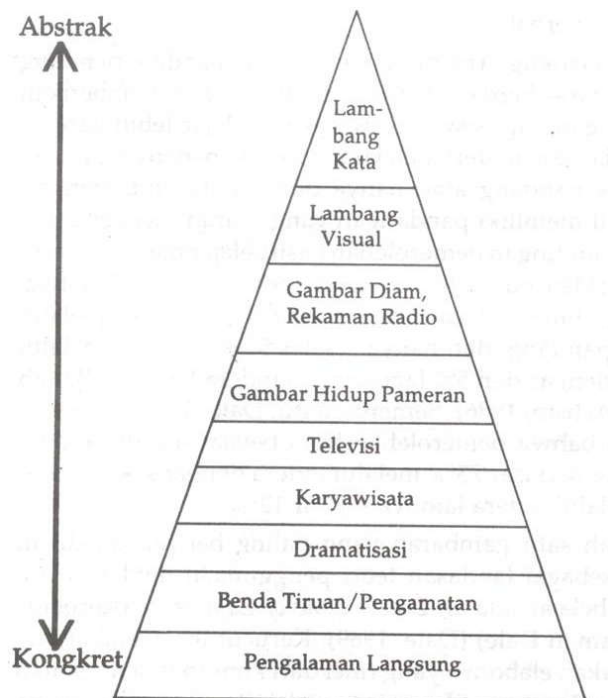 Abstrak
Lam-
bang
Kata
Lambang
Visual
Gambar Diam,
Rekaman Radio
Gambar Hidup Pameran
Televisi
Karyawisata
Dramatisasi
Benda Tiruan/Pengamatan
Kongkret
Pengalaman Langsung